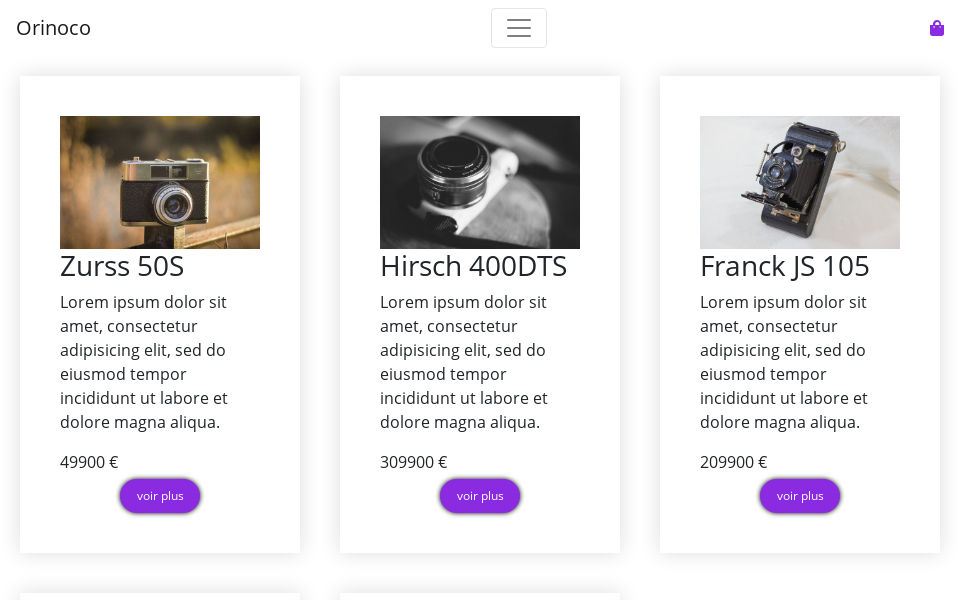 Orinoco
Zurss 50S
Lorem ipsum dolor sit
amet, consectetur
adipisicing elit, sed do
eiusmod tempor
incididunt ut labore et
dolore magna aliqua.
49900 €
voir plus
Hirsch 400DTS
Lorem ipsum dolor sit
amet, consectetur
adipisicing elit, sed do
eiusmod tempor
incididunt ut labore et
dolore magna aliqua.
309900 €
voir plus
Franck JS 105
Lorem ipsum dolor sit
amet, consectetur
adipisicing elit, sed do
eiusmod tempor
incididunt ut labore et
dolore magna aliqua.
209900 €
voir plus